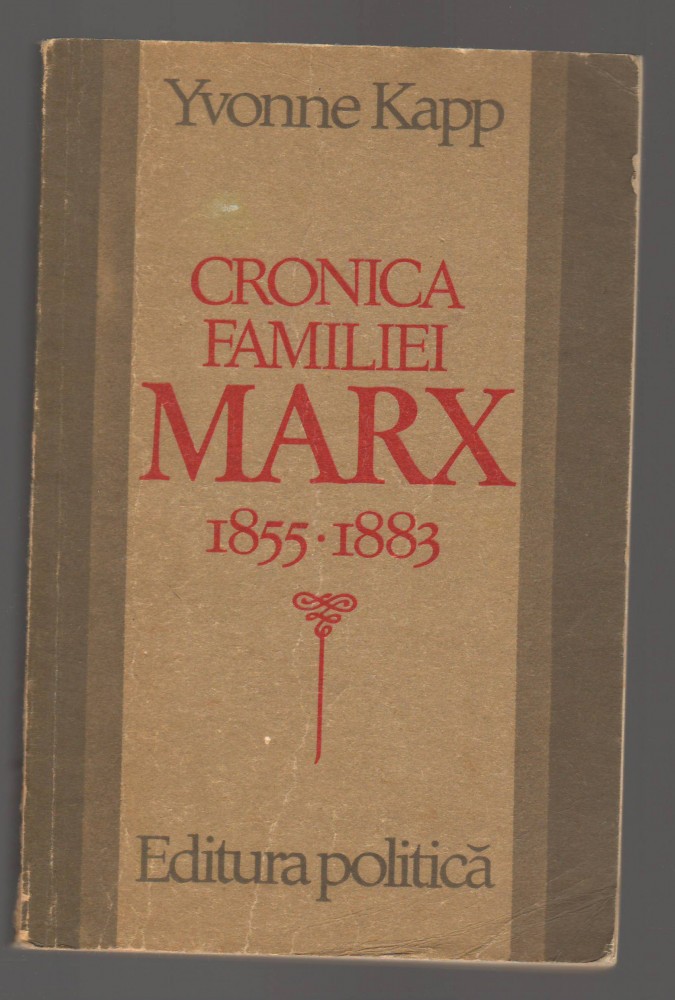 Yvonne Kapp
CRONICA
FAMILIEI
MARX
1855·1883
Editura politică